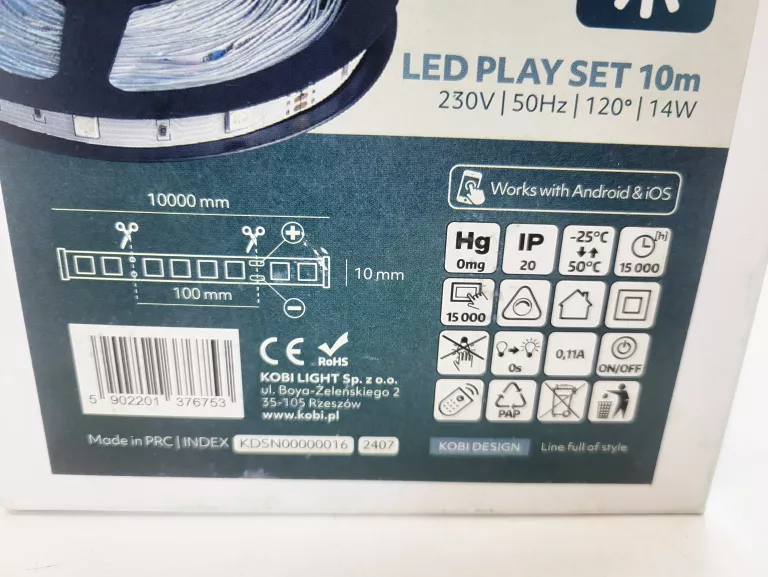 LED PLAY SET 10m
230V | 50Hz | 120° | 14W
Works with Android & iOS
10000 mm
10 mm
100 mm
Hg
0mg
IP
20
-25°C
50°C
[h]
15 000
15 000
0s
0,11A
ON/OFF
PAP
CE RoHS
KOBI LIGHT Sp. z o.o.
ul. Boya-Żeleńskiego 2
35-105 Rzeszów
www.kobi.pl
5 902201 376753
Made in PRC | INDEX KDSN00000016 2407
KOBI DESIGN Line full of style